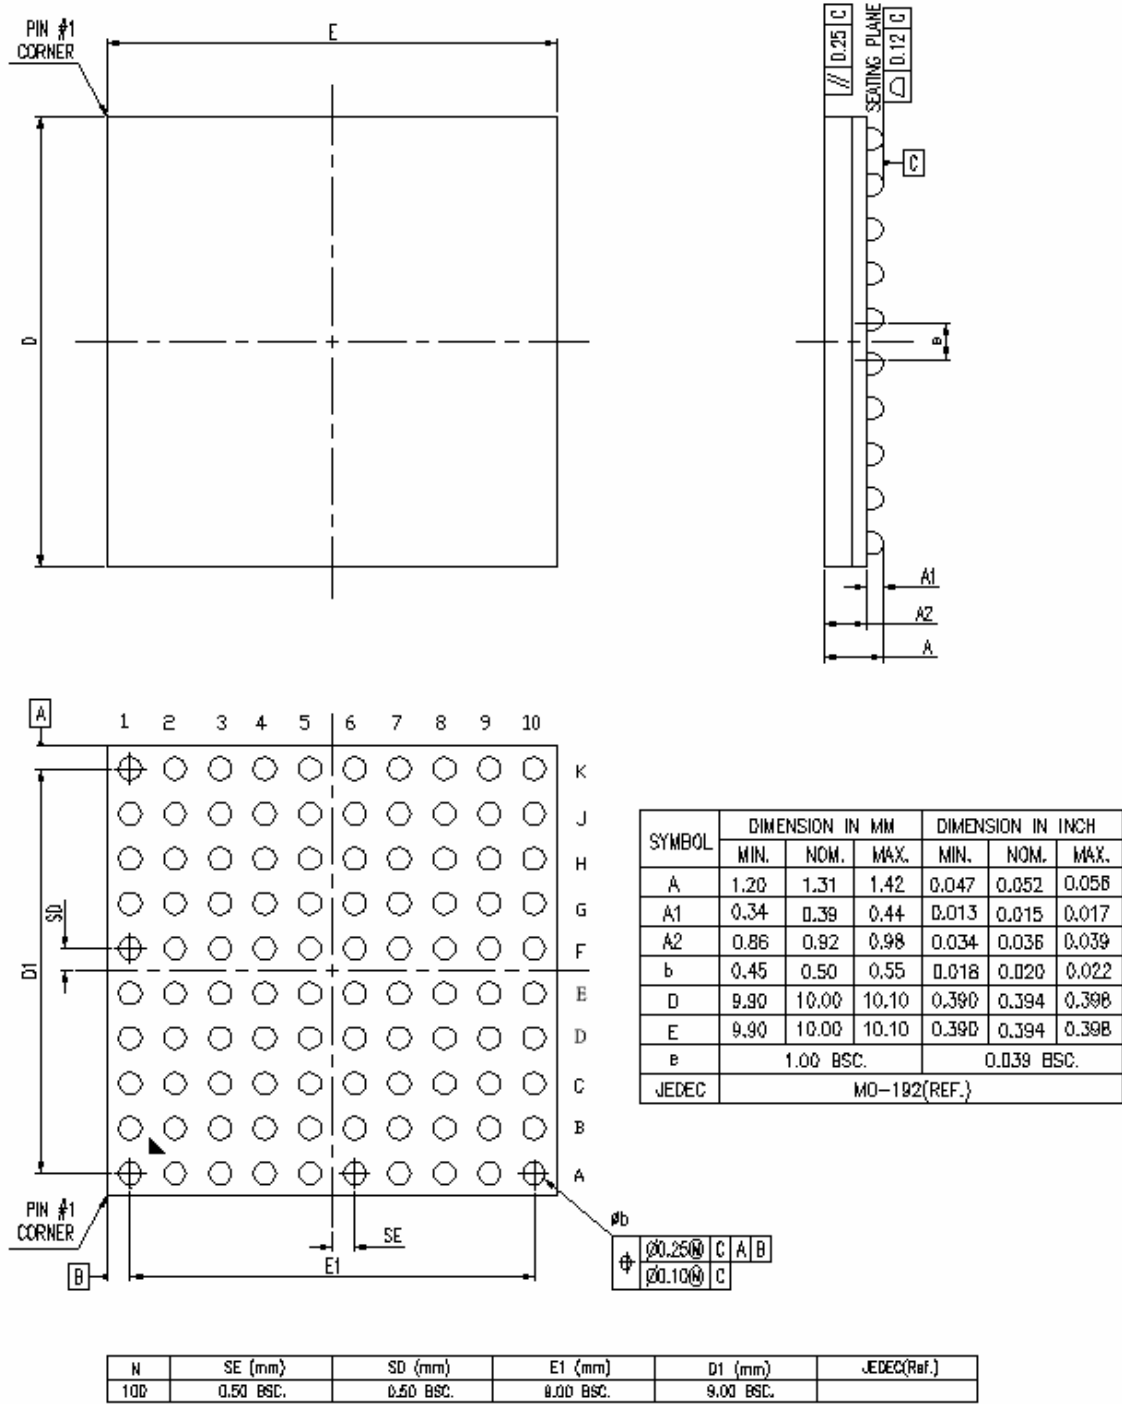 PIN #1
CORNER
E
D
// 0.25 C
SEATING PLANE
0.12 C
C
e
A1
A2
A
A
1 2 3 4 5 6 7 8 9 10
K
J
H
G
F
E
D
C
B
A
SD
D1
PIN #1
CORNER
SE
E1
B
Øb
Ø0.25Ⓜ C A B
Ø0.10Ⓜ C
SYMBOL DIMENSION IN MM DIMENSION IN INCH
MIN. NOM. MAX. MIN. NOM. MAX.
A 1.20 1.31 1.42 0.047 0.052 0.056
A1 0.34 0.39 0.44 0.013 0.015 0.017
A2 0.86 0.92 0.98 0.034 0.036 0.039
b 0.45 0.50 0.55 0.018 0.020 0.022
D 9.90 10.00 10.10 0.390 0.394 0.398
E 9.90 10.00 10.10 0.390 0.394 0.398
e 1.00 BSC. 0.039 BSC.
JEDEC MO-192(REF.)
N SE (mm) SD (mm) E1 (mm) D1 (mm) JEDEC(Ref.)
100 0.50 BSC. 0.50 BSC. 9.00 BSC. 9.00 BSC.